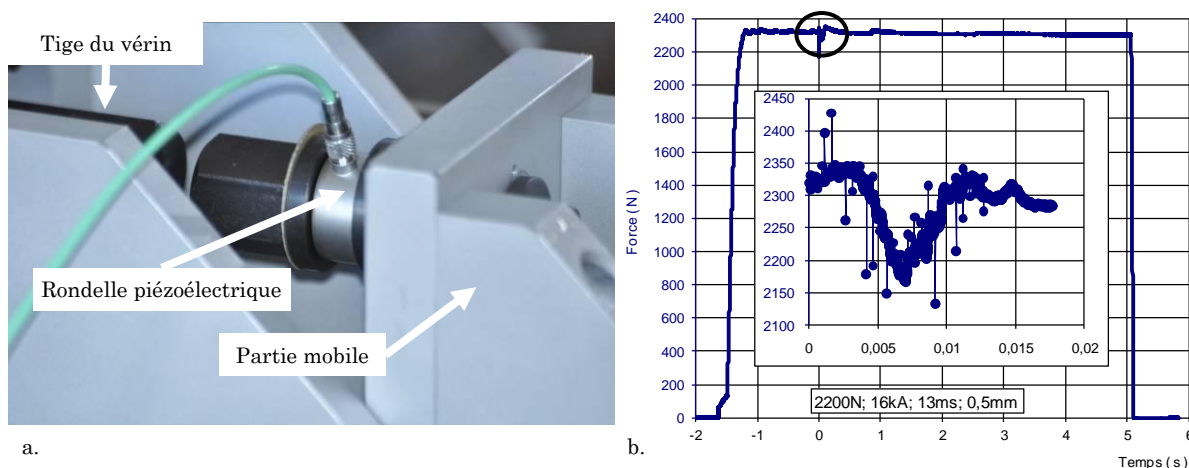 Tige du vérin
Rondelle piézoélectrique
Partie mobile
a.
Force (N)
2400
2200
2000
1800
1600
1400
1200
1000
800
600
400
200
0
-2 -1 0 1 2 3 4 5 6
Temps (s)
2450
2400
2350
2300
2250
2200
2150
2100
0 0,005 0,01 0,015 0,02
2200N; 16kA; 13ms; 0,5mm
b.